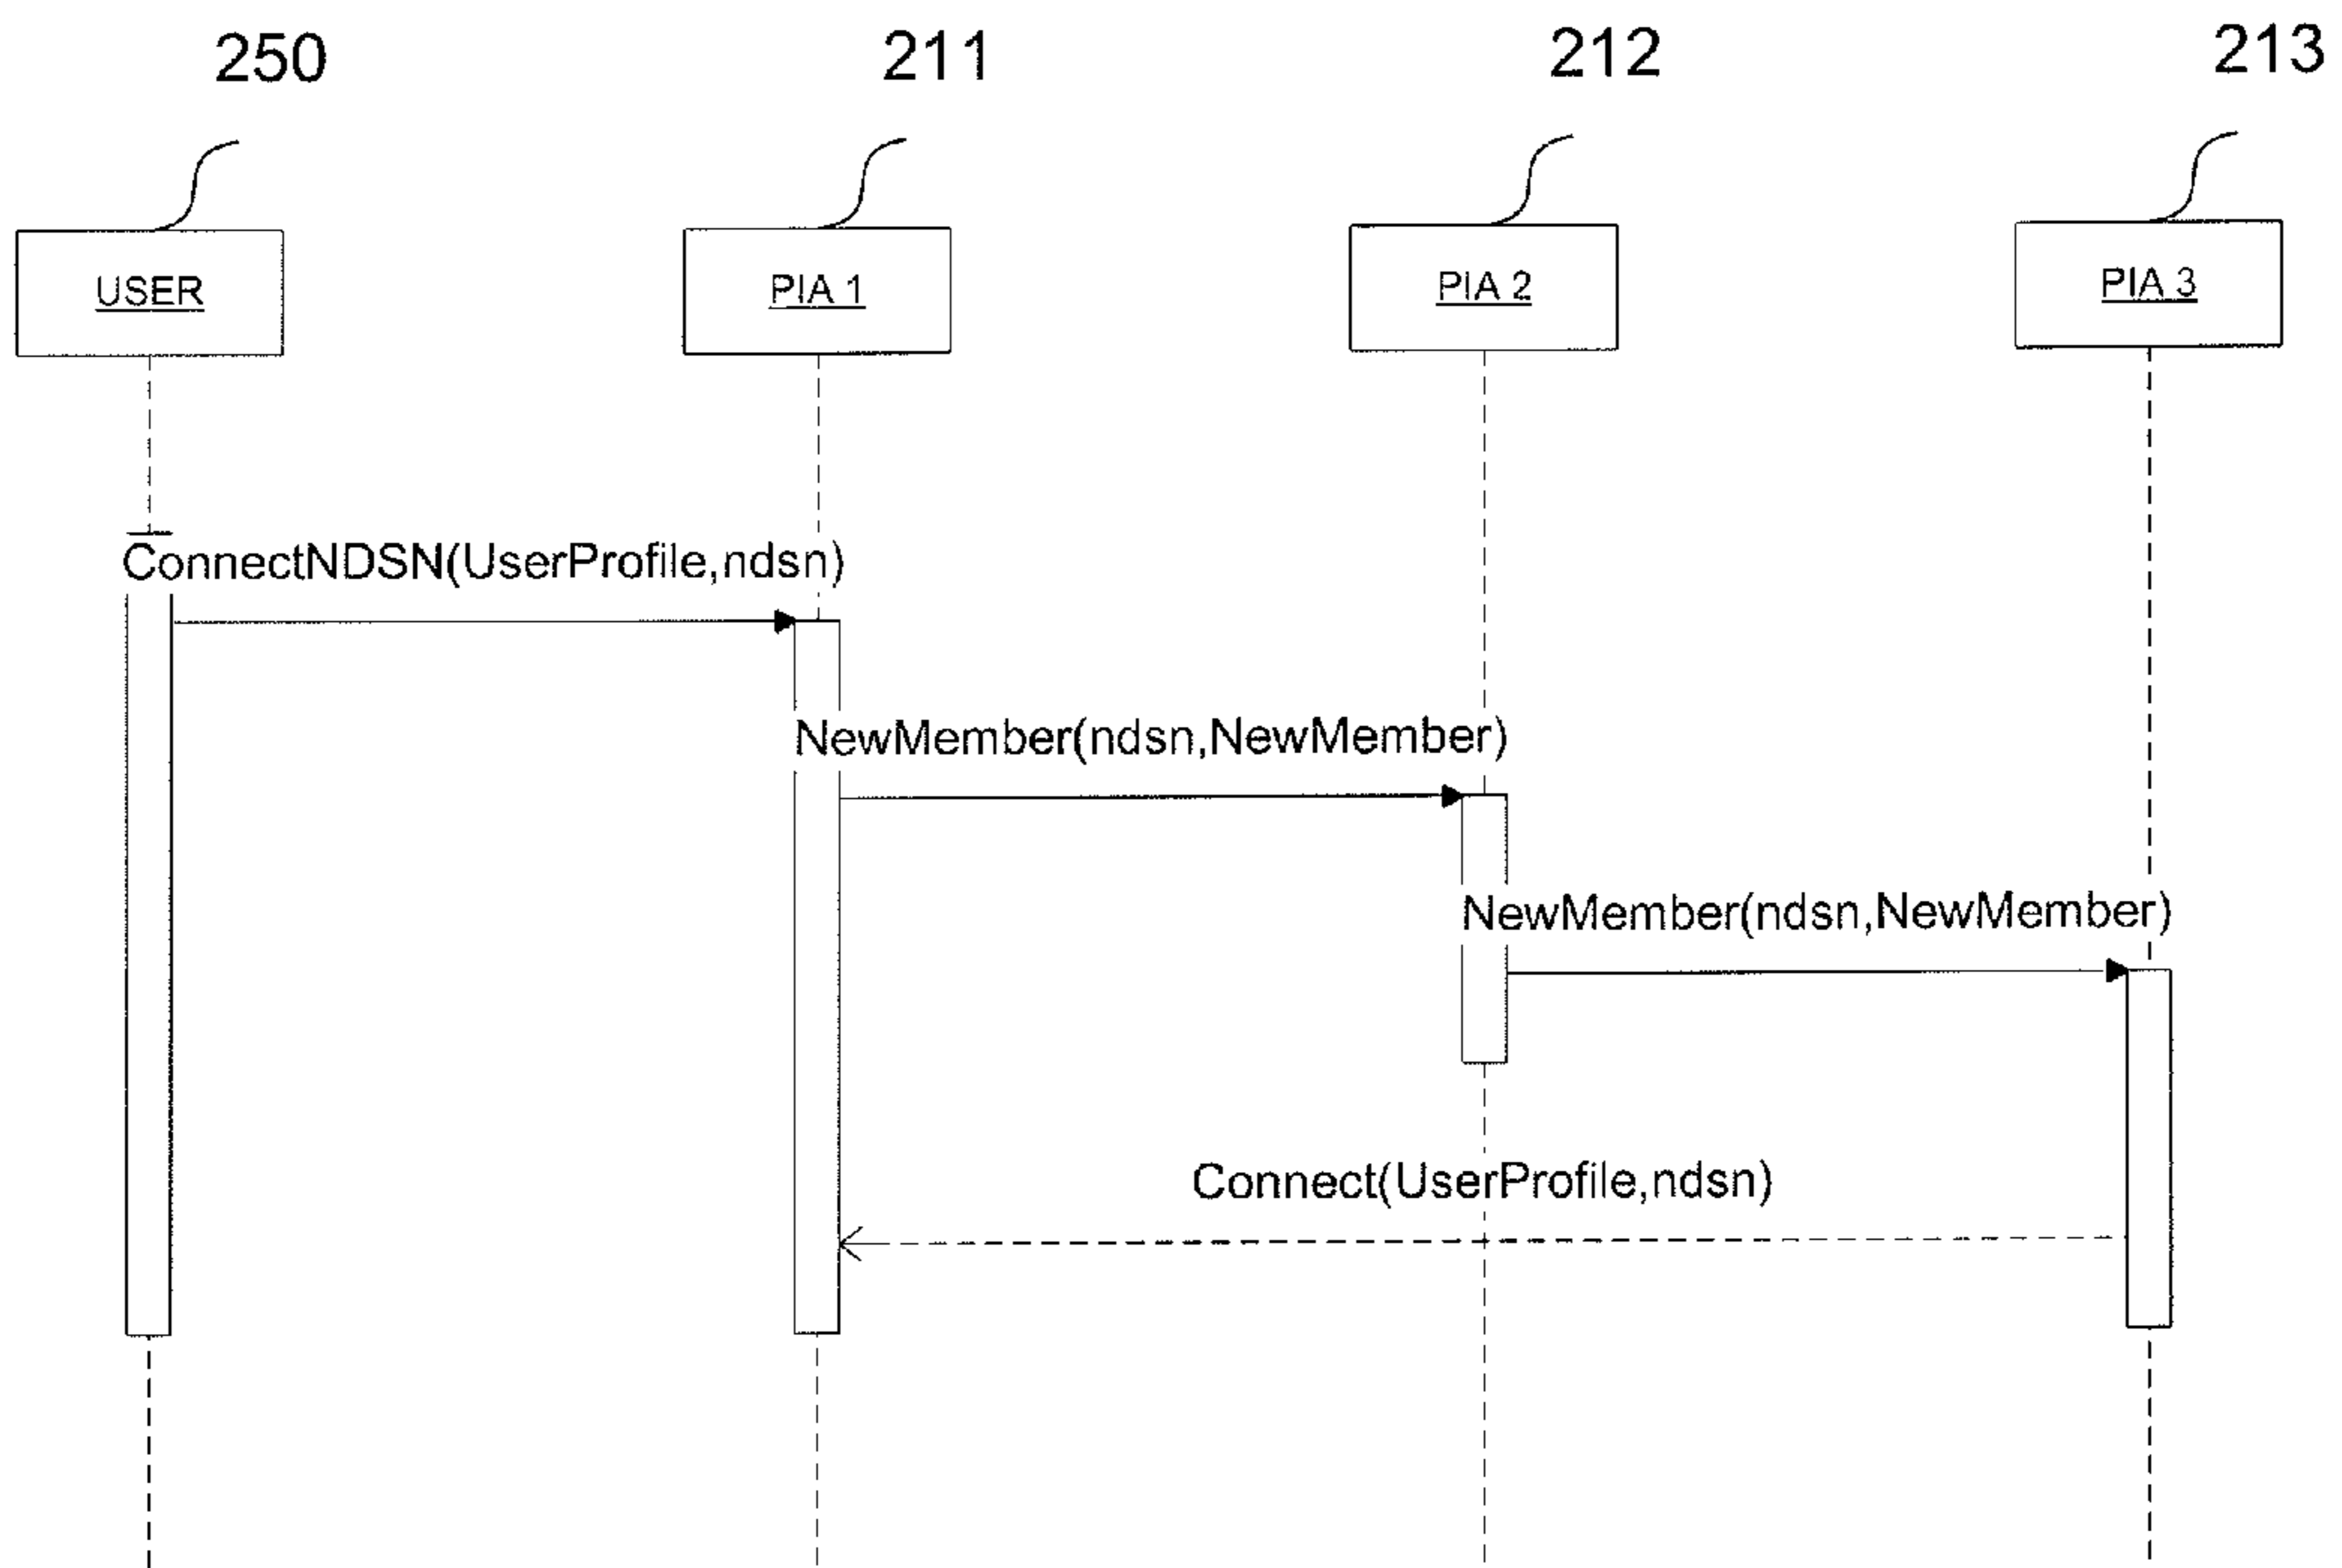 250
211
212
213
USER
PIA 1
PIA 2
PIA 3
ConnectNDSN(UserProfile,ndsn)
NewMember(ndsn,NewMember)
NewMember(ndsn,NewMember)
Connect(UserProfile,ndsn)